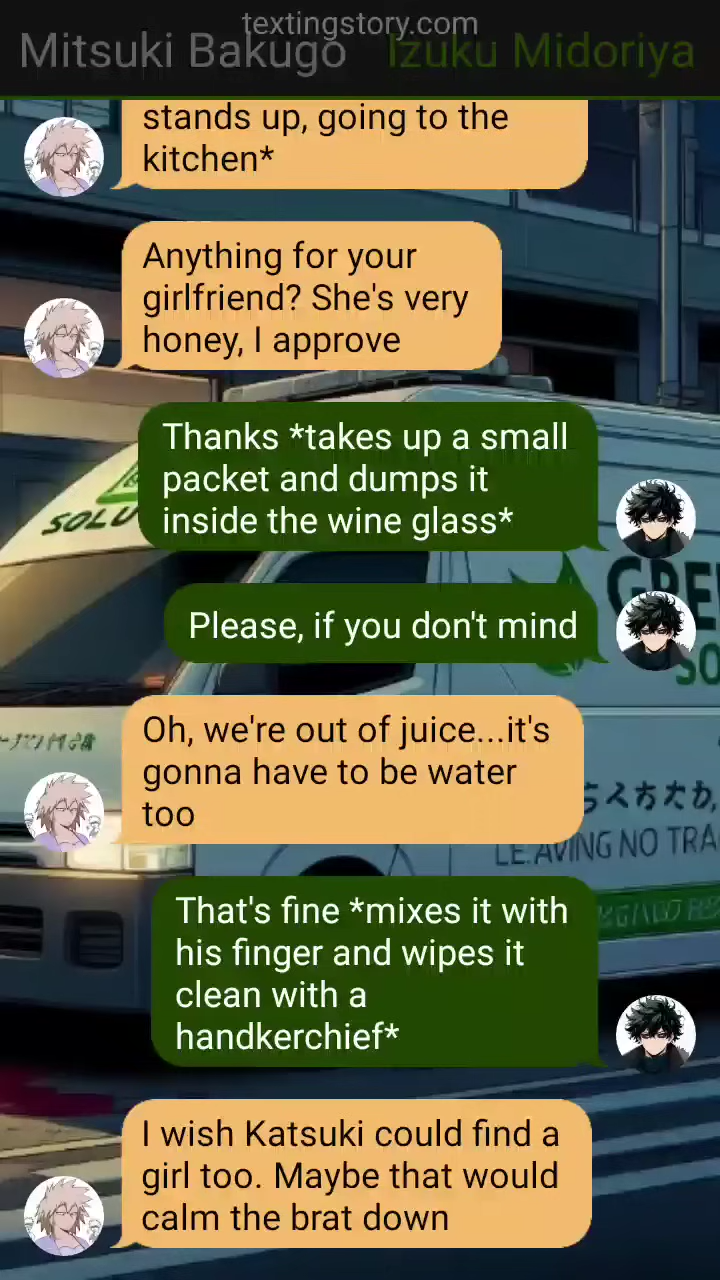 textingstory.com
Mitsuki Bakugo Izuku Midoriya
stands up, going to the
kitchen*
Anything for your
girlfriend? She's very
honey, I approve
Thanks *takes up a small
packet and dumps it
inside the wine glass*
SOLU
GREE
Please, if you don't mind
SO
Oh, we're out of juice...it's
gonna have to be water
too
LEAVING NO TRA
That's fine *mixes it with
his finger and wipes it
clean with a
handkerchief*
I wish Katsuki could find a
girl too. Maybe that would
calm the brat down